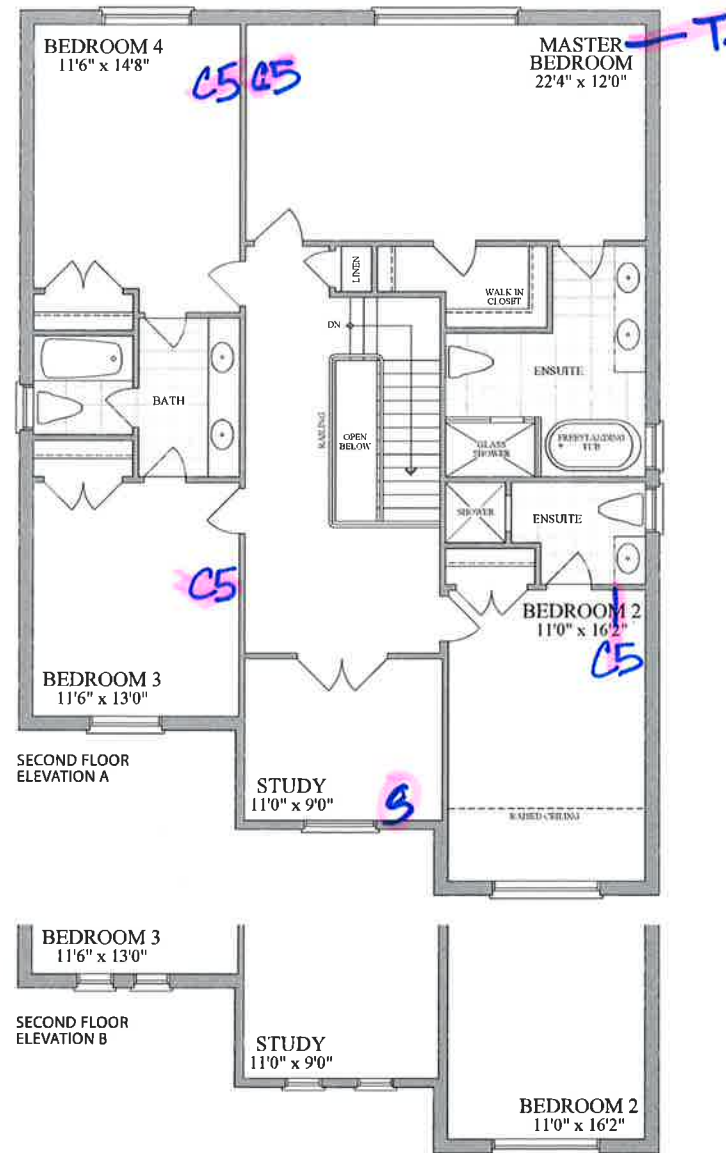 BEDROOM 4
11'6" x 14'8"
C5
C5
MASTER
BEDROOM
22'4" x 12'0"
LINEN
WALK IN
CLOSET
DN
ENSUITE
BATH
RAILING
OPEN
BELOW
GLASS
SHOWER
FREESTANDING
TUB
SHOWER
ENSUITE
C5
BEDROOM 2
11'0" x 16'2"
C5
BEDROOM 3
11'6" x 13'0"
SECOND FLOOR
ELEVATION A
STUDY
11'0" x 9'0"
S
RAISED CEILING
BEDROOM 3
11'6" x 13'0"
SECOND FLOOR
ELEVATION B
STUDY
11'0" x 9'0"
BEDROOM 2
11'0" x 16'2"